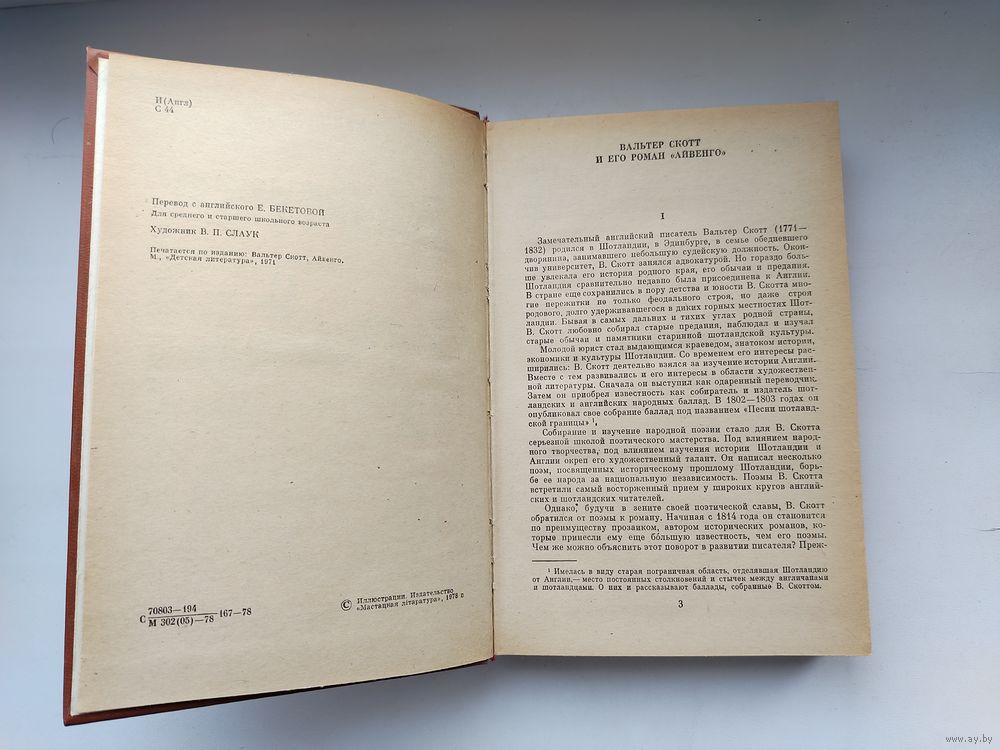 И(Англ)
С 44
Перевод с английского Е. БЕКЕТОВОЙ
Для среднего и старшего школьного возраста
Художник В. П. СЛАУК
Печатается по изданию: Вальтер Скотт, Айвенго.
М., «Детская литература», 1971
С 70803—194 167—78
М 302(05)—78
© Иллюстрации. Издательство
«Мастацкая літаратура», 1978 г.
ВАЛЬТЕР СКОТТ
И ЕГО РОМАН «АЙВЕНГО»
I
Замечательный английский писатель Вальтер Скотт (1771—
1832) родился в Шотландии, в Эдинбурге, в семье обедневшего
дворянина, занимавшего небольшую судейскую должность. Окон-
чив университет, В. Скотт занялся адвокатурой. Но гораздо боль-
ше увлекала его история родного края, его обычаи и предания.
Шотландия сравнительно недавно была присоединена к Англии.
В стране еще сохранились в пору детства и юности В. Скотта мно-
гие пережитки не только феодального строя, но даже строя
родового, долго удерживавшегося в диких горных местностях Шот-
ландии. Бывая в самых дальних и тихих углах родной страны,
В. Скотт любовно собирал старые предания, наблюдал и изучал
старые обычаи и памятники старинной шотландской культуры.
Молодой юрист стал выдающимся краеведом, знатоком истории,
экономики и культуры Шотландии. Со временем его интересы рас-
ширились: В. Скотт деятельно взялся за изучение истории Англии.
Вместе с тем развивались и его интересы в области художествен-
ной литературы. Сначала он выступил как одаренный переводчик.
Затем он приобрел известность как собиратель и издатель шот-
ландских и английских народных баллад. В 1802—1803 годах он
опубликовал свое собрание баллад под названием «Песни шотланд-
ской границы» ¹.
Собирание и изучение народной поэзии стало для В. Скотта
серьезной школой поэтического мастерства. Под влиянием народ-
ного творчества, под влиянием изучения истории Шотландии и
Англии окреп его художественный талант. Он написал несколько
поэм, посвященных историческому прошлому Шотландии, борь-
бе ее народа за национальную независимость. Поэмы В. Скотта
встретили самый восторженный прием у широких кругов англий-
ских и шотландских читателей.
Однако, будучи в зените своей поэтической славы, В. Скотт
обратился от поэмы к роману. Начиная с 1814 года он становится
по преимуществу прозаиком, автором исторических романов, ко-
торые принесли ему еще бóльшую известность, чем его поэмы.
Чем же можно объяснить этот поворот в развитии писателя? Преж-
¹ Имелась в виду старая пограничная область, отделявшая Шотландию
от Англии,— место постоянных столкновений и стычек между англичанами
и шотландцами. О них и рассказывают баллады, собранные В. Скоттом.
3
www.ay.by